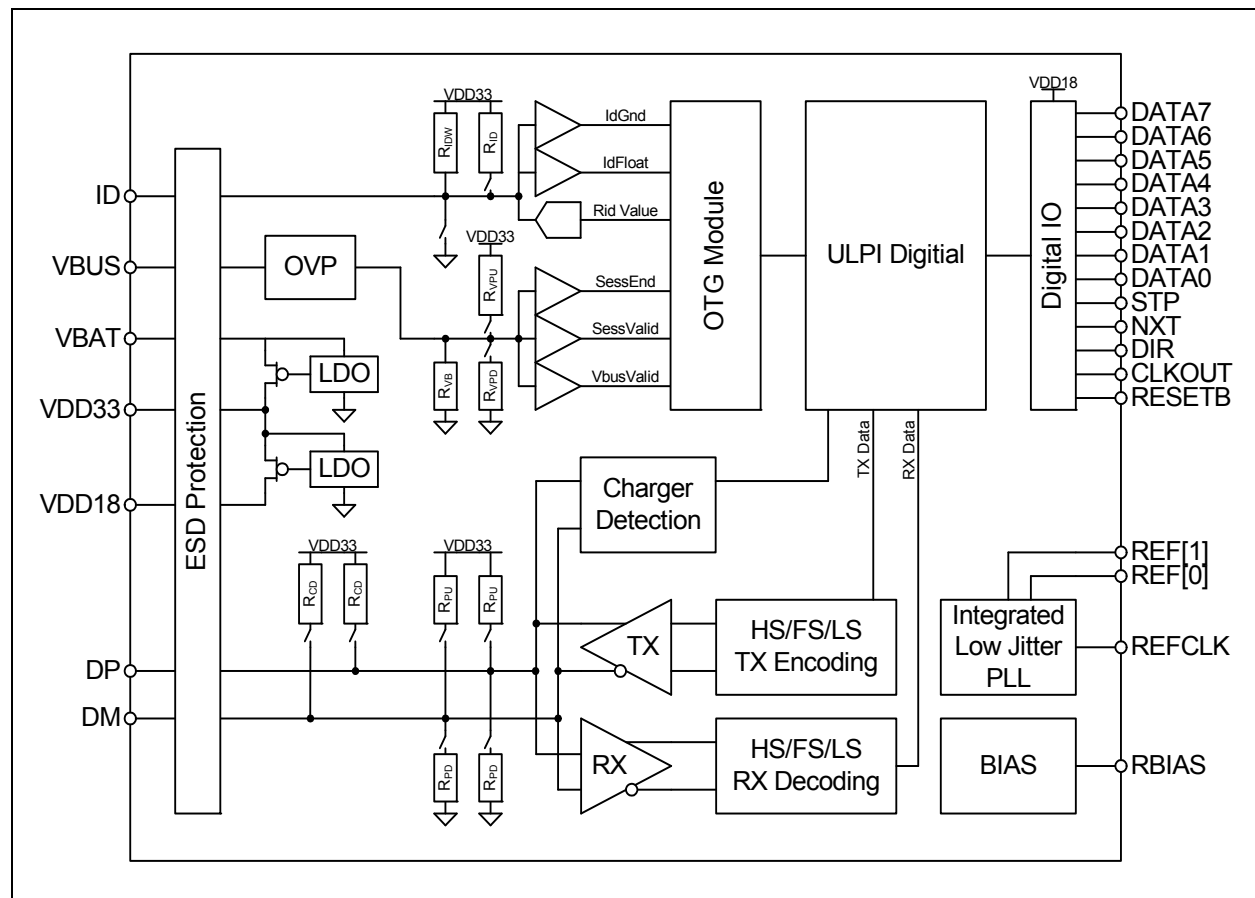 VDD33
R_IDW
R_ID
IdGnd
IdFloat
Rid Value
ID
VBUS
VBAT
VDD33
VDD18
DP
DM
ESD Protection
OVP
LDO
LDO
VDD33
R_VPU
R_VB
R_VPD
SessEnd
SessValid
VbusValid
OTG Module
ULPI Digitial
VDD18
Digital IO
DATA7
DATA6
DATA5
DATA4
DATA3
DATA2
DATA1
DATA0
STP
NXT
DIR
CLKOUT
RESETB
TX Data
RX Data
Charger
Detection
VDD33
R_CD
R_CD
VDD33
R_PU
R_PU
R_PD
R_PD
TX
HS/FS/LS
TX Encoding
RX
HS/FS/LS
RX Decoding
REF[1]
REF[0]
Integrated
Low Jitter
PLL
REFCLK
BIAS
RBIAS